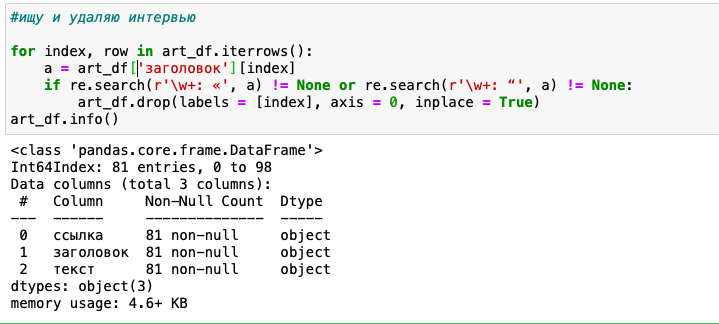 #ищу и удаляю интервью
for index, row in art_df.iterrows():
    a = art_df['заголовок'][index]
    if re.search(r'\w+: «', a) != None or re.search(r'\w+: “', a) != None:
        art_df.drop(labels = [index], axis = 0, inplace = True)
art_df.info()
<class 'pandas.core.frame.DataFrame'>
Int64Index: 81 entries, 0 to 98
Data columns (total 3 columns):
 #   Column     Non-Null Count  Dtype
---  ------     --------------  -----
 0   ссылка     81 non-null     object
 1   заголовок  81 non-null     object
 2   текст      81 non-null     object
dtypes: object(3)
memory usage: 4.6+ KB